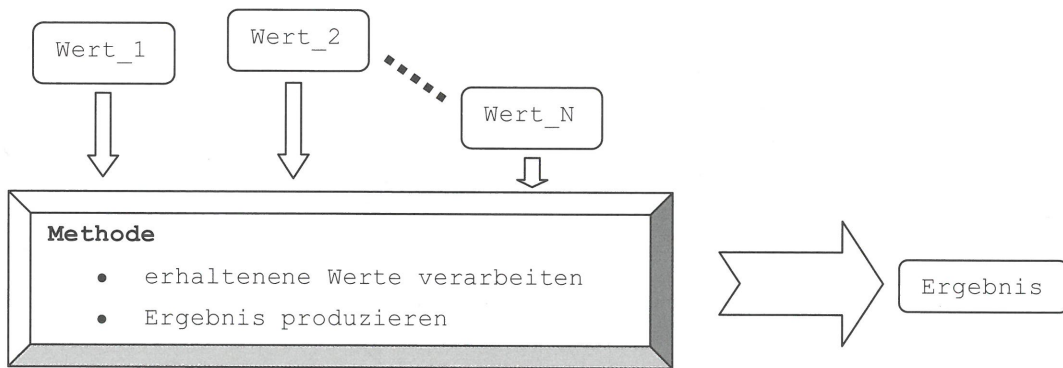 Wert_1
Wert_2
Wert_N
Methode
• erhaltenene Werte verarbeiten
• Ergebnis produzieren
Ergebnis